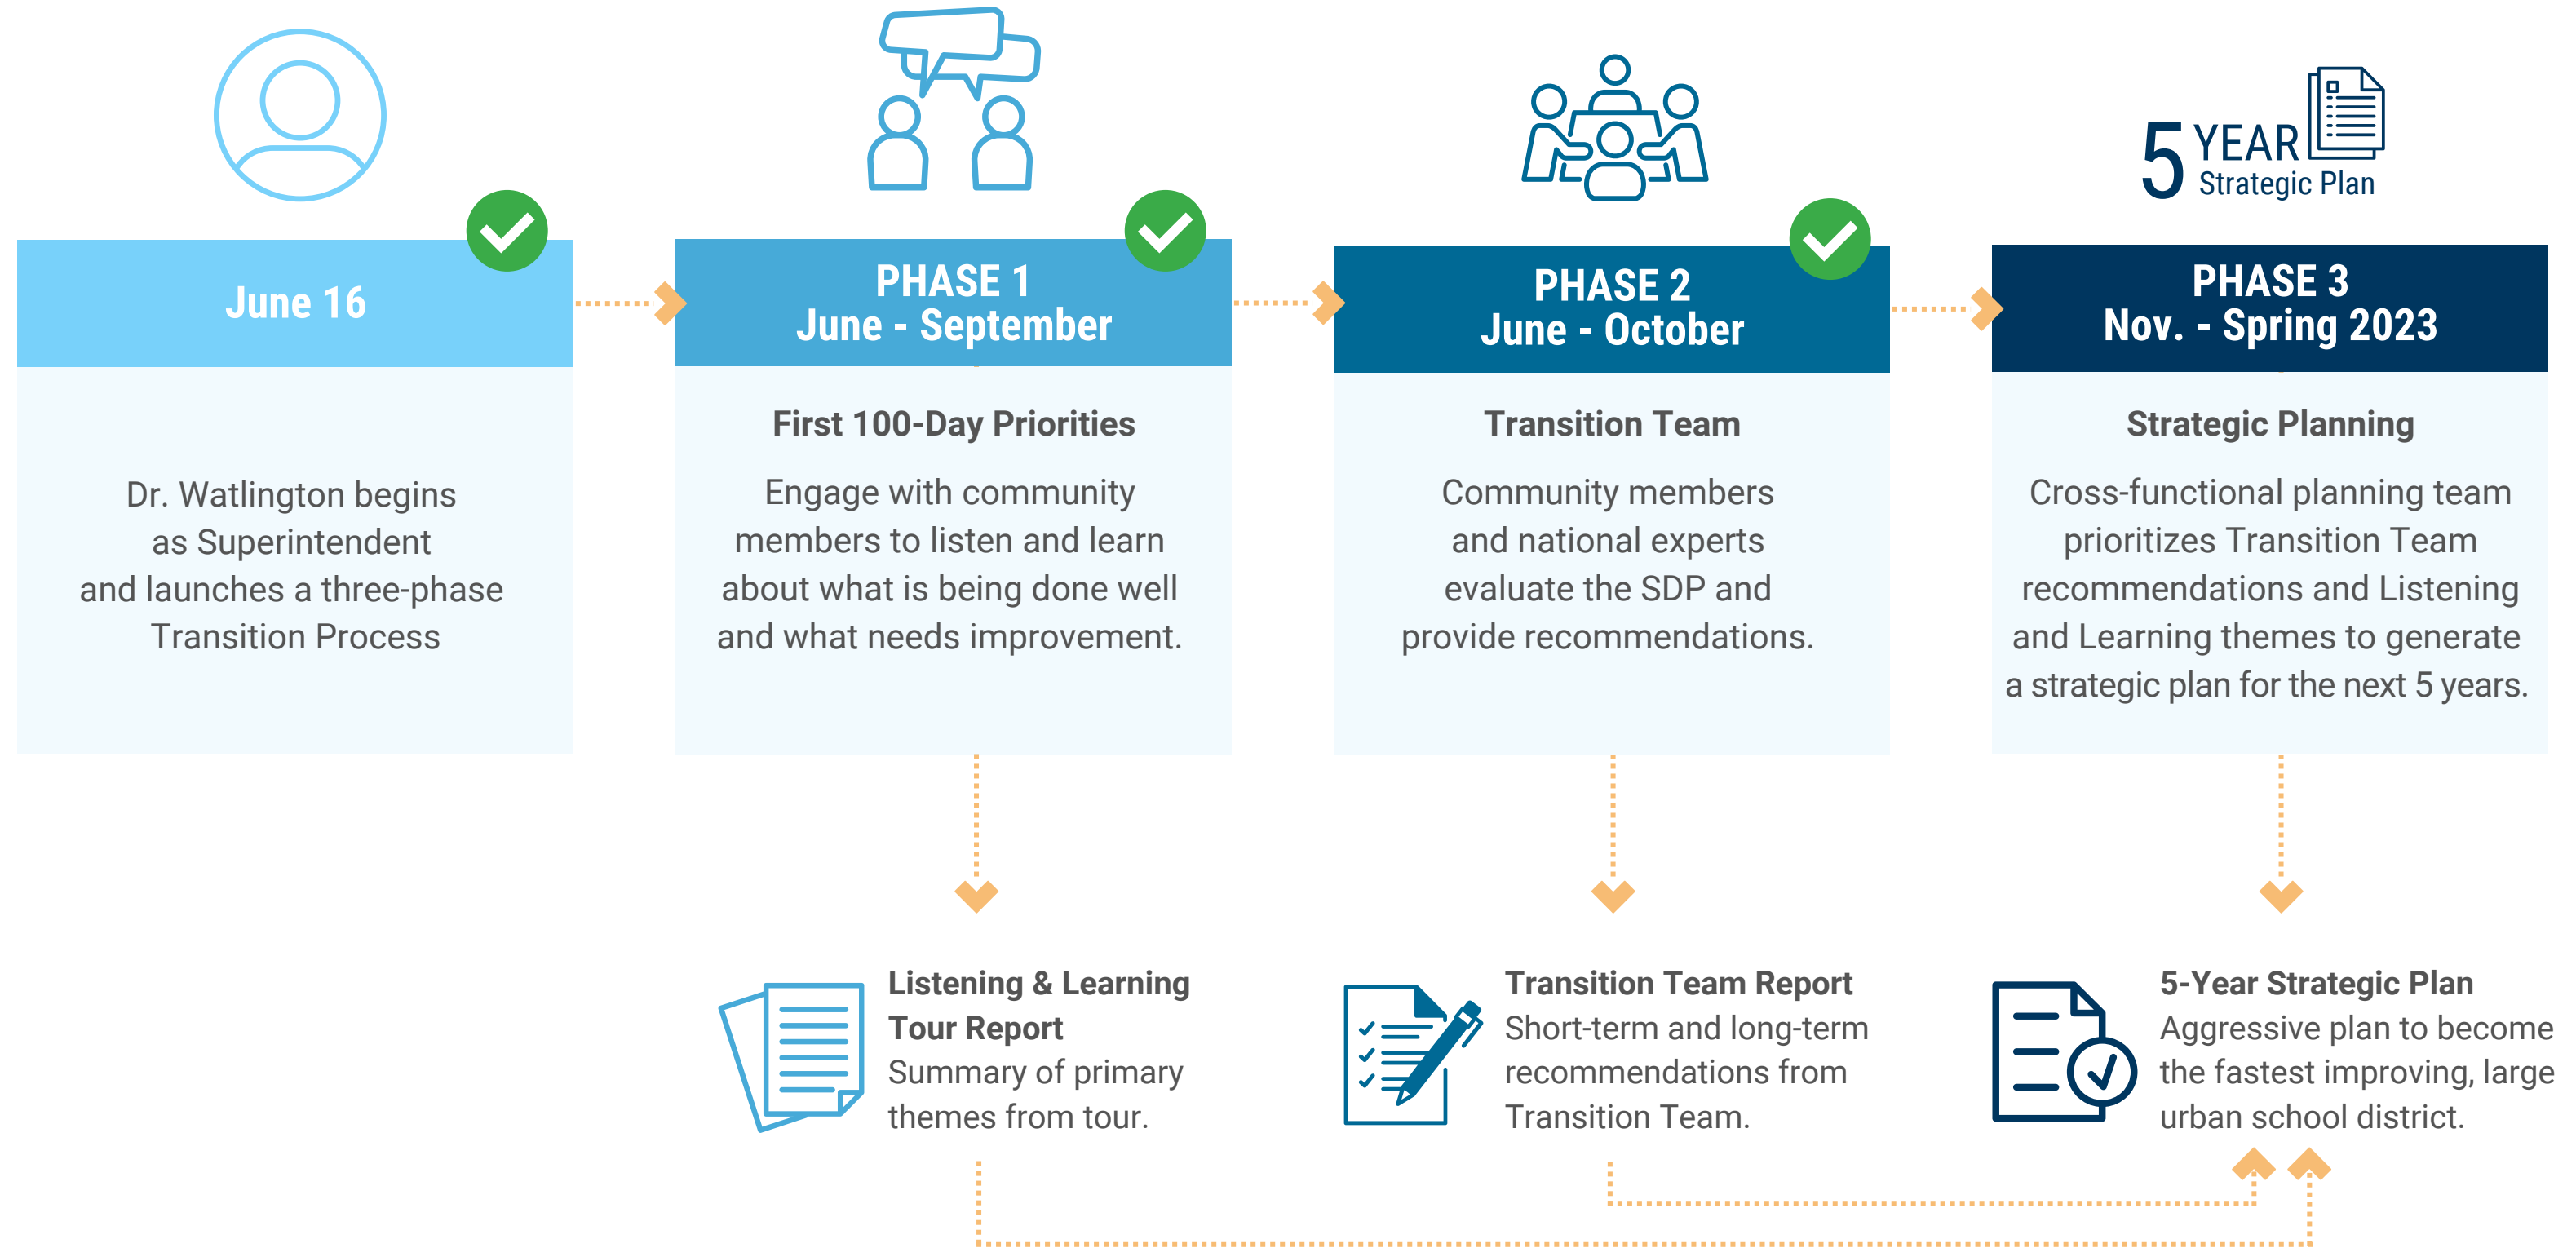 5 YEAR
Strategic Plan
June 16
Dr. Watlington begins
as Superintendent
and launches a three-phase
Transition Process
PHASE 1
June - September
First 100-Day Priorities
Engage with community
members to listen and learn
about what is being done well
and what needs improvement.
PHASE 2
June - October
Transition Team
Community members
and national experts
evaluate the SDP and
provide recommendations.
PHASE 3
Nov. - Spring 2023
Strategic Planning
Cross-functional planning team
prioritizes Transition Team
recommendations and Listening
and Learning themes to generate
a strategic plan for the next 5 years.
Listening & Learning
Tour Report
Summary of primary
themes from tour.
Transition Team Report
Short-term and long-term
recommendations from
Transition Team.
5-Year Strategic Plan
Aggressive plan to become
the fastest improving, large
urban school district.